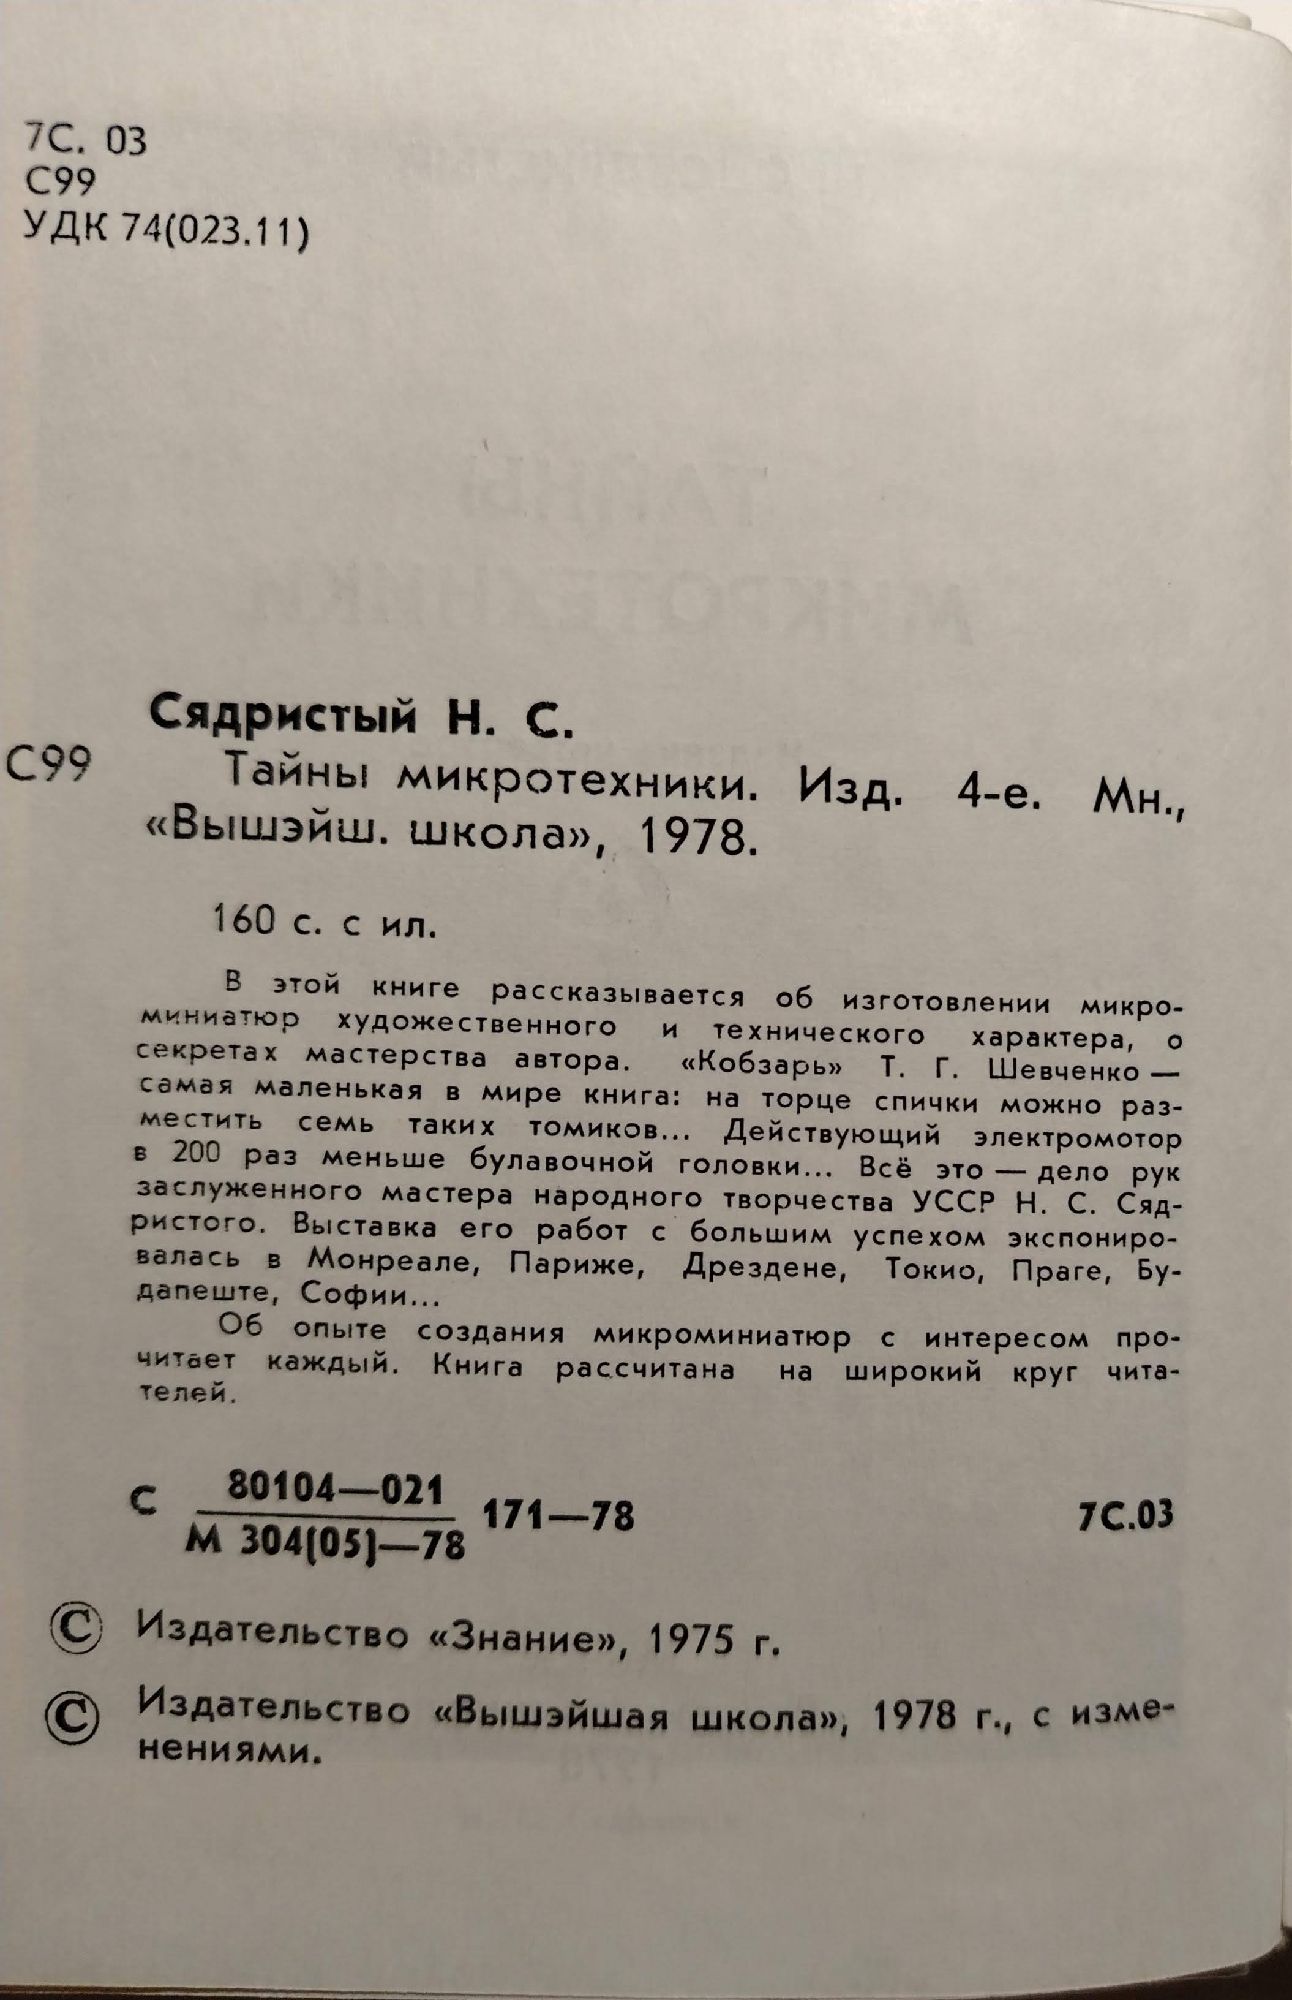 7С. 03
С99
УДК 74(023.11)
Сядристый Н. С.
С99 Тайны микротехники. Изд. 4-е. Мн.,
«Вышэйш. школа», 1978.
160 с. с ил.
В этой книге рассказывается об изготовлении микро-
миниатюр художественного и технического характера, о
секретах мастерства автора. «Кобзарь» Т. Г. Шевченко —
самая маленькая в мире книга: на торце спички можно раз-
местить семь таких томиков... Действующий электромотор
в 200 раз меньше булавочной головки... Всё это — дело рук
заслуженного мастера народного творчества УССР Н. С. Сяд-
ристого. Выставка его работ с большим успехом экспониро-
валась в Монреале, Париже, Дрездене, Токио, Праге, Бу-
дапеште, Софии...
Об опыте создания микроминиатюр с интересом про-
читает каждый. Книга рассчитана на широкий круг чита-
телей.
С 80104—021
М 304(05)—78 171—78 7С.03
© Издательство «Знание», 1975 г.
© Издательство «Вышэйшая школа», 1978 г., с изме-
нениями.